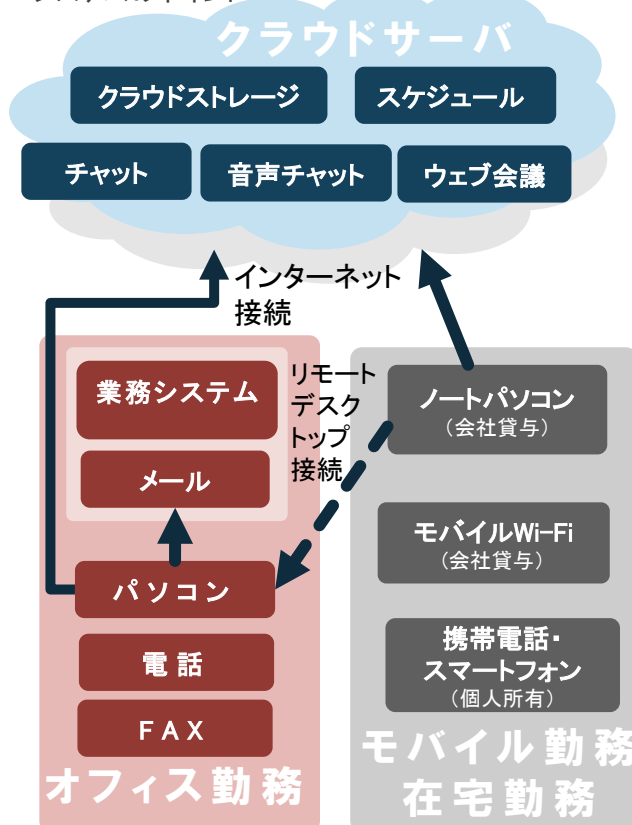 クラウドサーバ
クラウドストレージ
スケジュール
チャット
音声チャット
ウェブ会議
インターネット
接続
業務システム
メール
リモート
デスク
トップ
接続
パソコン
電話
FAX
オフィス勤務
ノートパソコン
(会社貸与)
モバイルWi-Fi
(会社貸与)
携帯電話・
スマートフォン
(個人所有)
モバイル勤務
在宅勤務